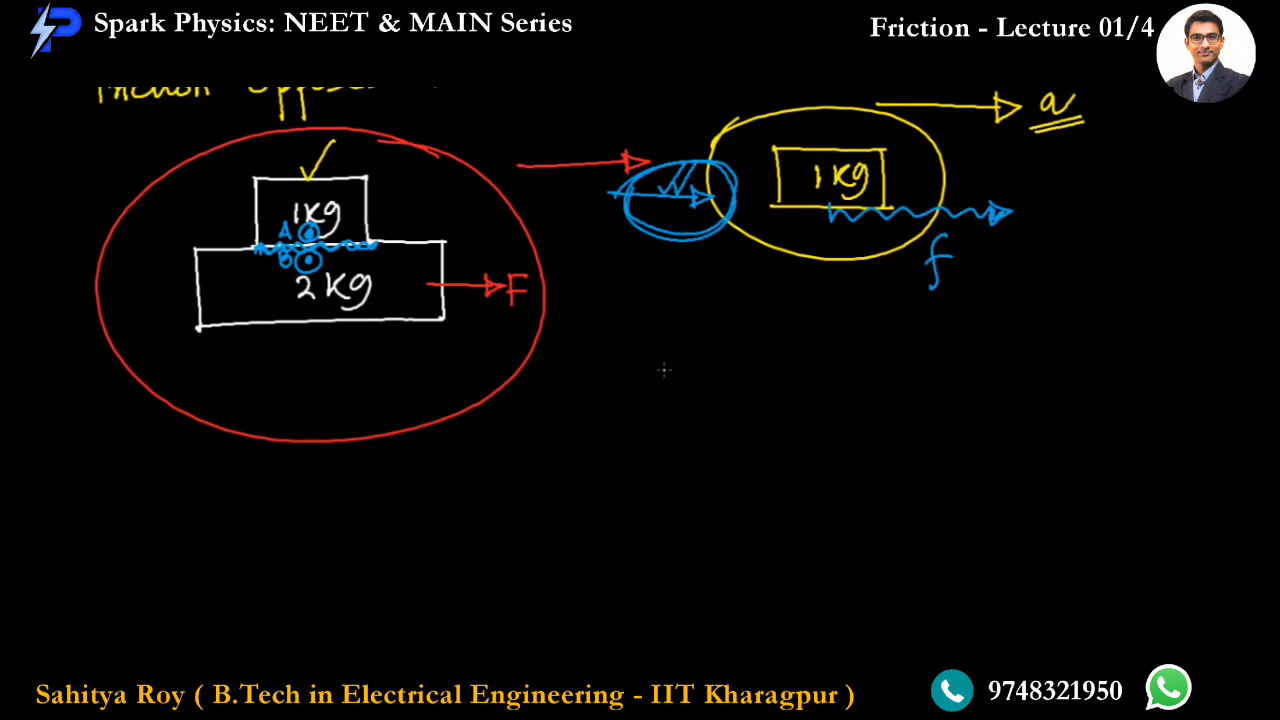 Spark Physics: NEET & MAIN Series
Friction - Lecture 01/4
a
1kg
1kg
A
B
2kg
F
f
Sahitya Roy ( B.Tech in Electrical Engineering - IIT Kharagpur )
9748321950